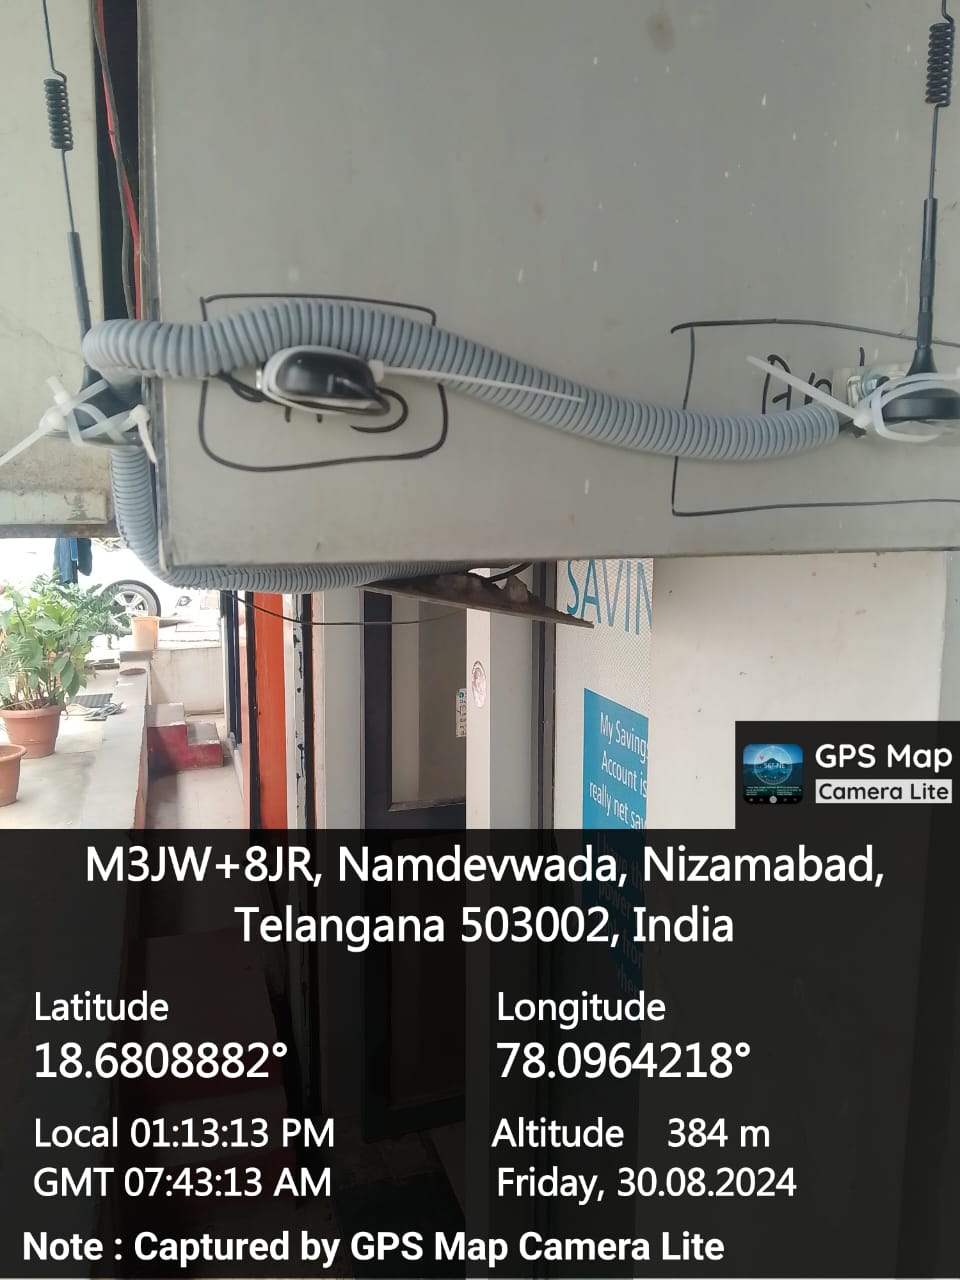 SAVIN
My Saving
Account is
really net sav
GPS Map
Camera Lite
M3JW+8JR, Namdevwada, Nizamabad,
Telangana 503002, India
Latitude
18.6808882°
Longitude
78.0964218°
Local 01:13:13 PM
GMT 07:43:13 AM
Altitude 384 m
Friday, 30.08.2024
Note : Captured by GPS Map Camera Lite